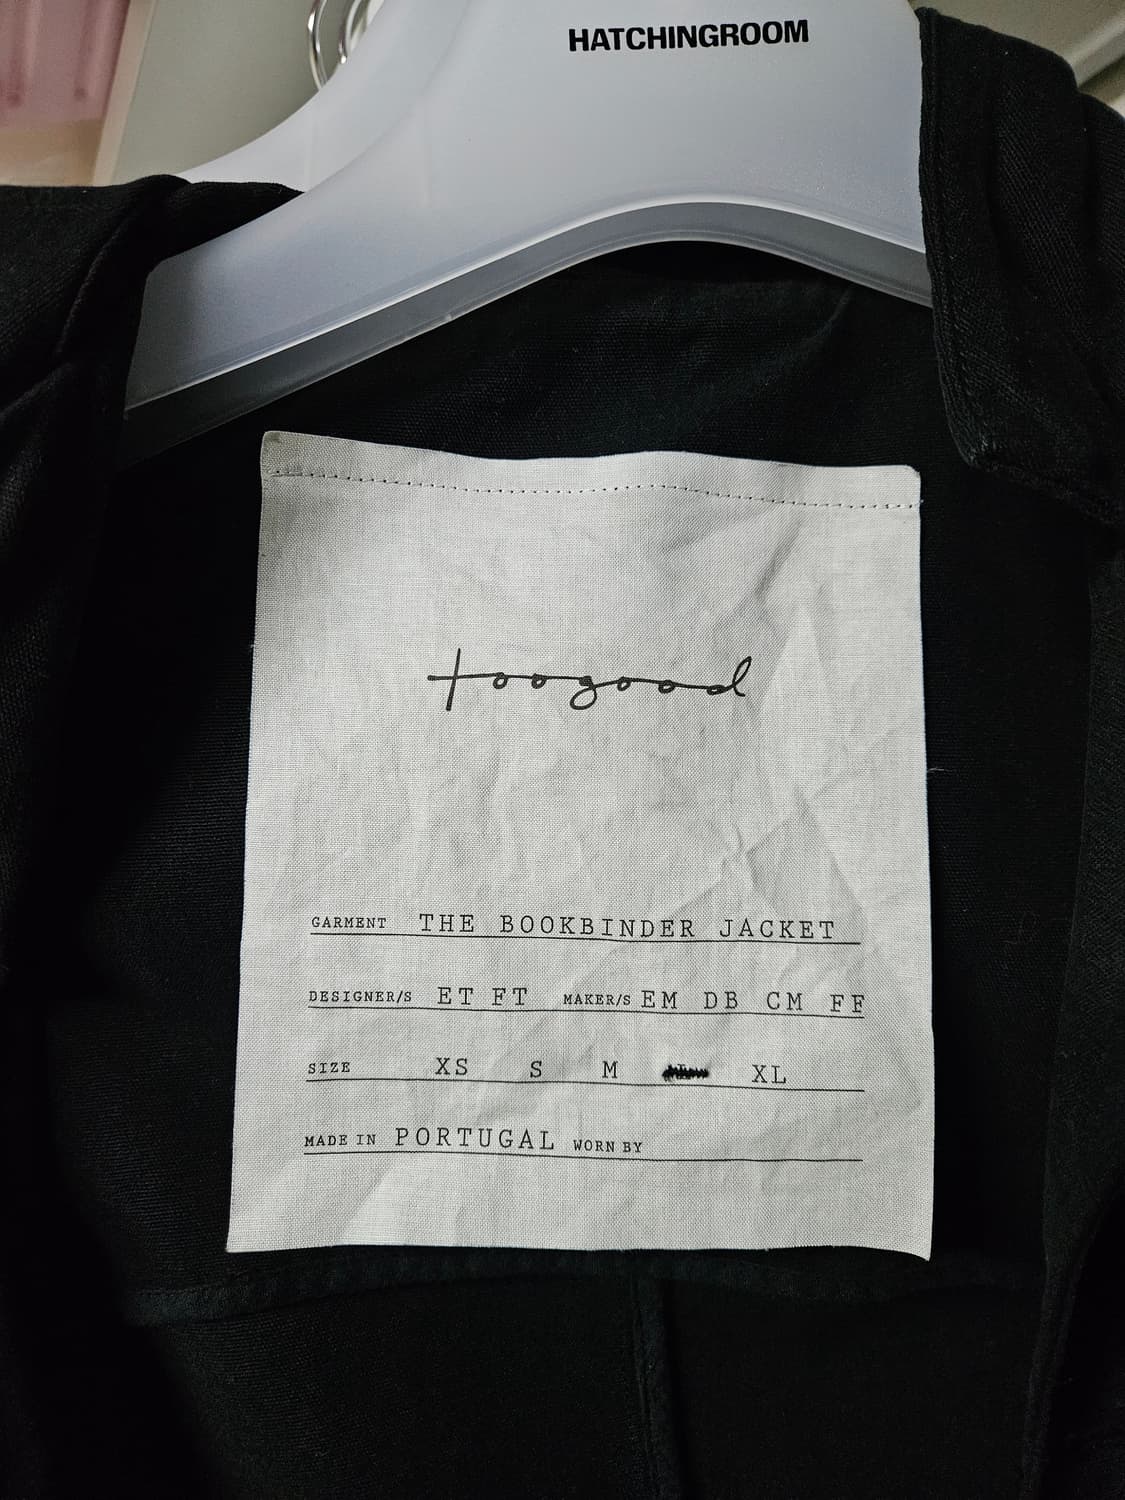 HATCHINGROOM
toogood
GARMENT THE BOOKBINDER JACKET
DESIGNER/S ET FT MAKER/S EM DB CM FF
SIZE XS S M XL
MADE IN PORTUGAL WORN BY